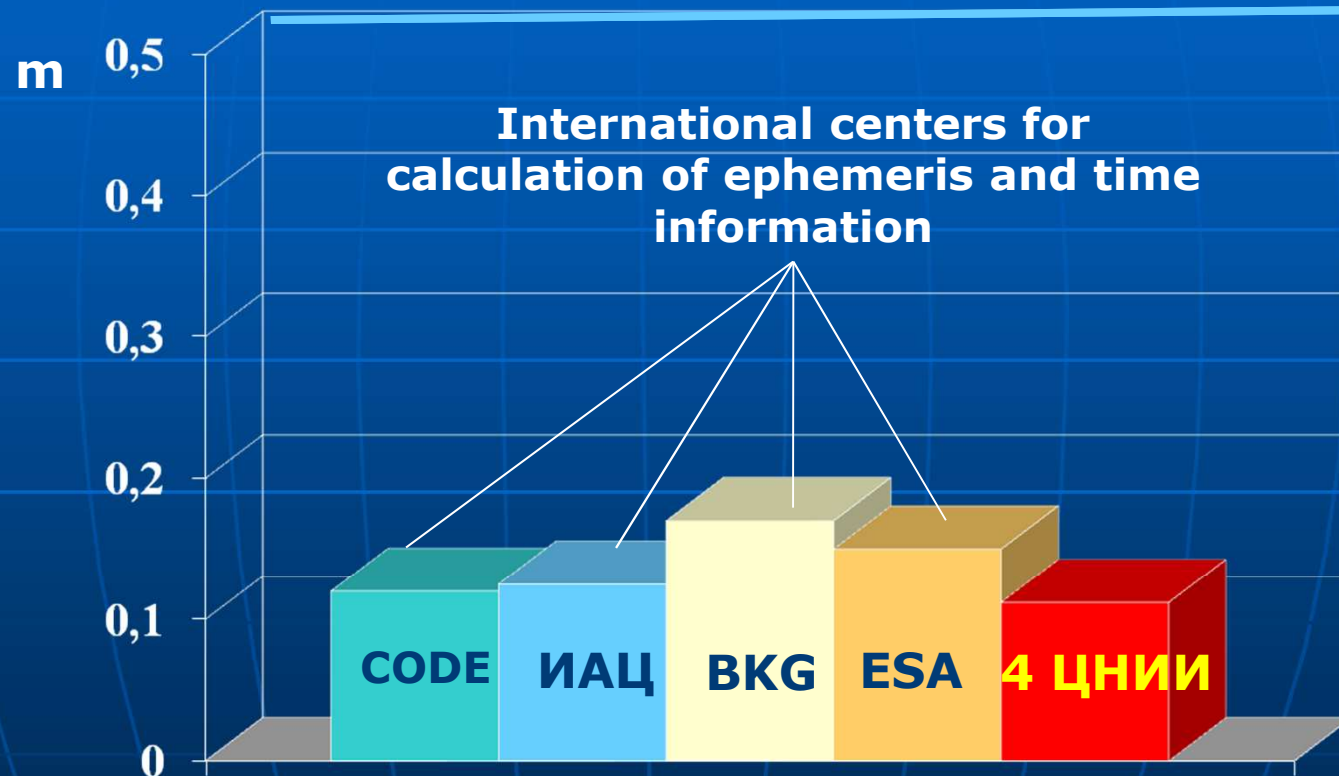 m
0,5
International centers for
calculation of ephemeris and time
information
0,4
0,3
0,2
0,1
CODE ИАЦ BKG ESA 4 ЦНИИ
0